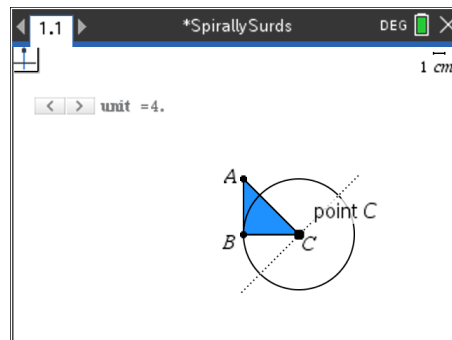 1.1 *SpirallySurds DEG
1 cm
< > unit =4.
A
point C
B C